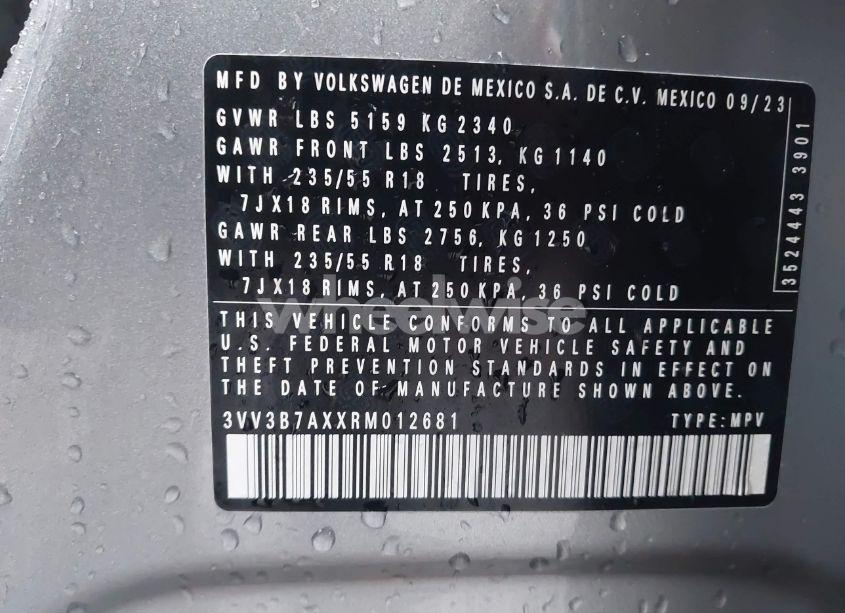 MFD BY VOLKSWAGEN DE MEXICO S.A. DE C.V. MEXICO 09/23
GVWR LBS 5159 KG 2340
GAWR FRONT LBS 2513, KG 1140
WITH 235/55 R18 TIRES,
7JX18 RIMS, AT 250 KPA, 36 PSI COLD
GAWR REAR LBS 2756, KG 1250
WITH 235/55 R18 TIRES,
7JX18 RIMS, AT 250 KPA, 36 PSI COLD
3524443 3901
wheelwise
THIS VEHICLE CONFORMS TO ALL APPLICABLE
U.S. FEDERAL MOTOR VEHICLE SAFETY AND
THEFT PREVENTION STANDARDS IN EFFECT ON
THE DATE OF MANUFACTURE SHOWN ABOVE.
3VV3B7AXXRM012681 TYPE:MPV